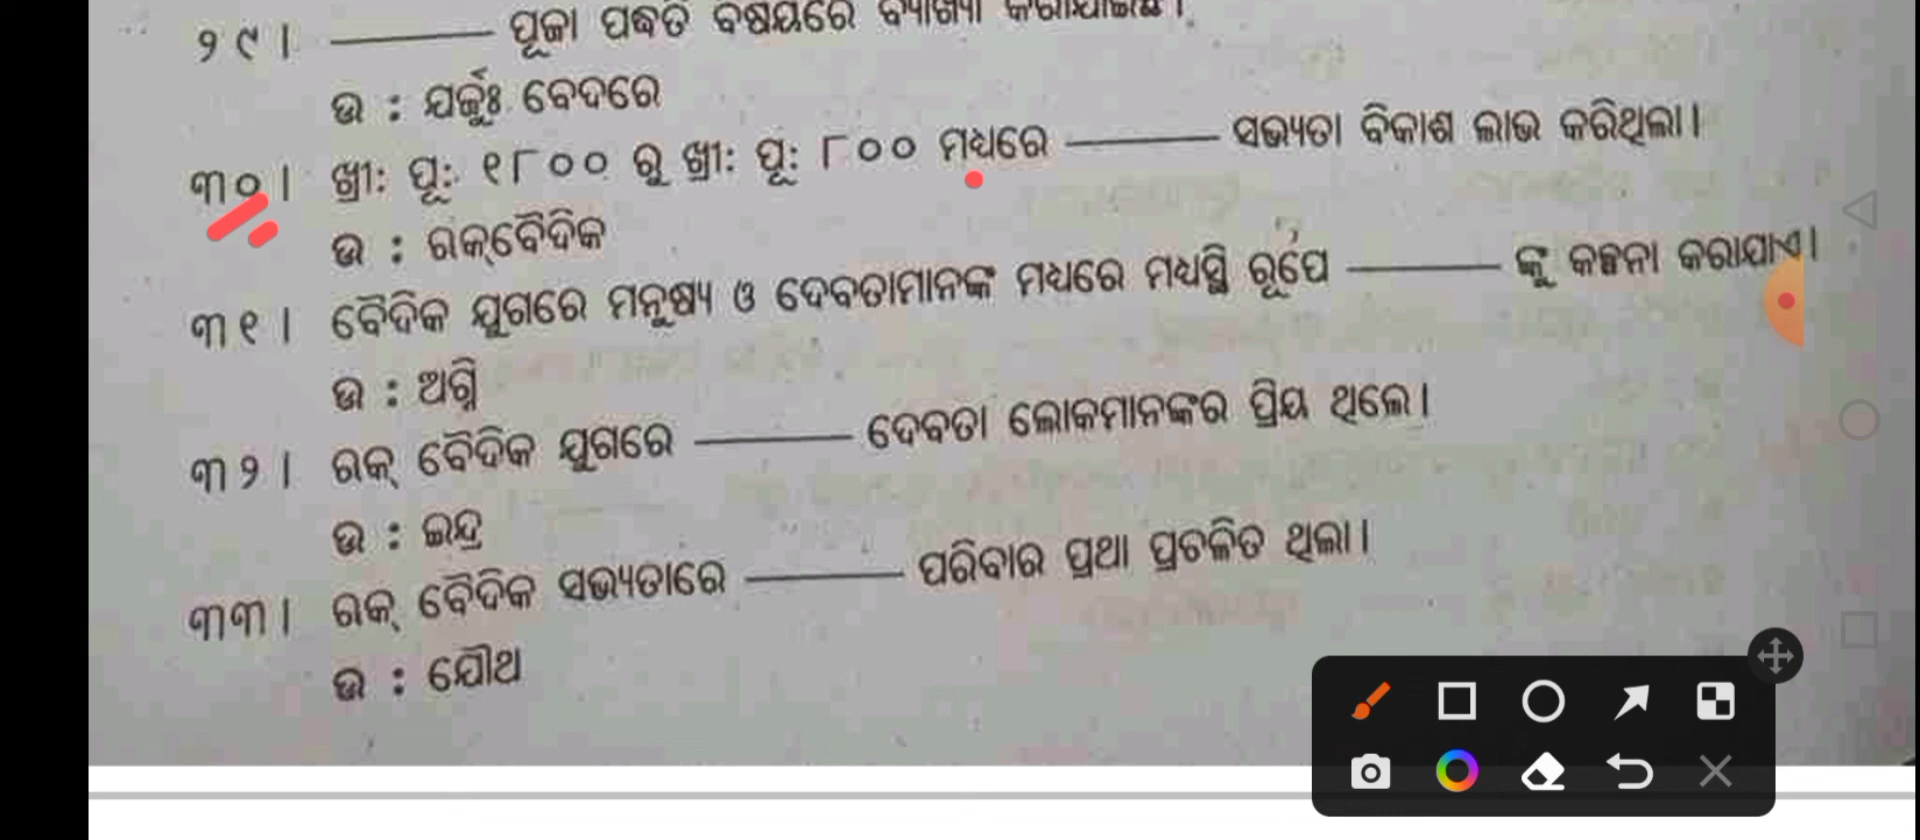 ୨୯। ______ ପୂଜା ପଦ୍ଧତି ବିଷୟରେ ବ୍ୟାଖ୍ୟା କରାଯାଇଛି।
ଉ : ଯର୍ଜୁଃ ବେଦରେ
୩୦। ଖ୍ରୀଃ ପୂଃ ୧୮୦୦ ରୁ ଖ୍ରୀଃ ପୂଃ ୮୦୦ ମଧ୍ୟରେ ______ ସଭ୍ୟତା ବିକାଶ ଲାଭ କରିଥିଲା।
ଉ : ଋକ୍‌ବୈଦିକ
୩୧। ବୈଦିକ ଯୁଗରେ ମନୁଷ୍ୟ ଓ ଦେବତାମାନଙ୍କ ମଧ୍ୟରେ ମଧ୍ୟସ୍ଥି ରୂପେ ______ ଙ୍କୁ କଳ୍ପନା କରାଯାଏ।
ଉ : ଅଗ୍ନି
୩୨। ଋକ୍ ବୈଦିକ ଯୁଗରେ ______ ଦେବତା ଲୋକମାନଙ୍କର ପ୍ରିୟ ଥିଲେ।
ଉ : ଇନ୍ଦ୍ର
୩୩। ଋକ୍ ବୈଦିକ ସଭ୍ୟତାରେ ______ ପରିବାର ପ୍ରଥା ପ୍ରଚଳିତ ଥିଲା।
ଉ : ଯୌଥ